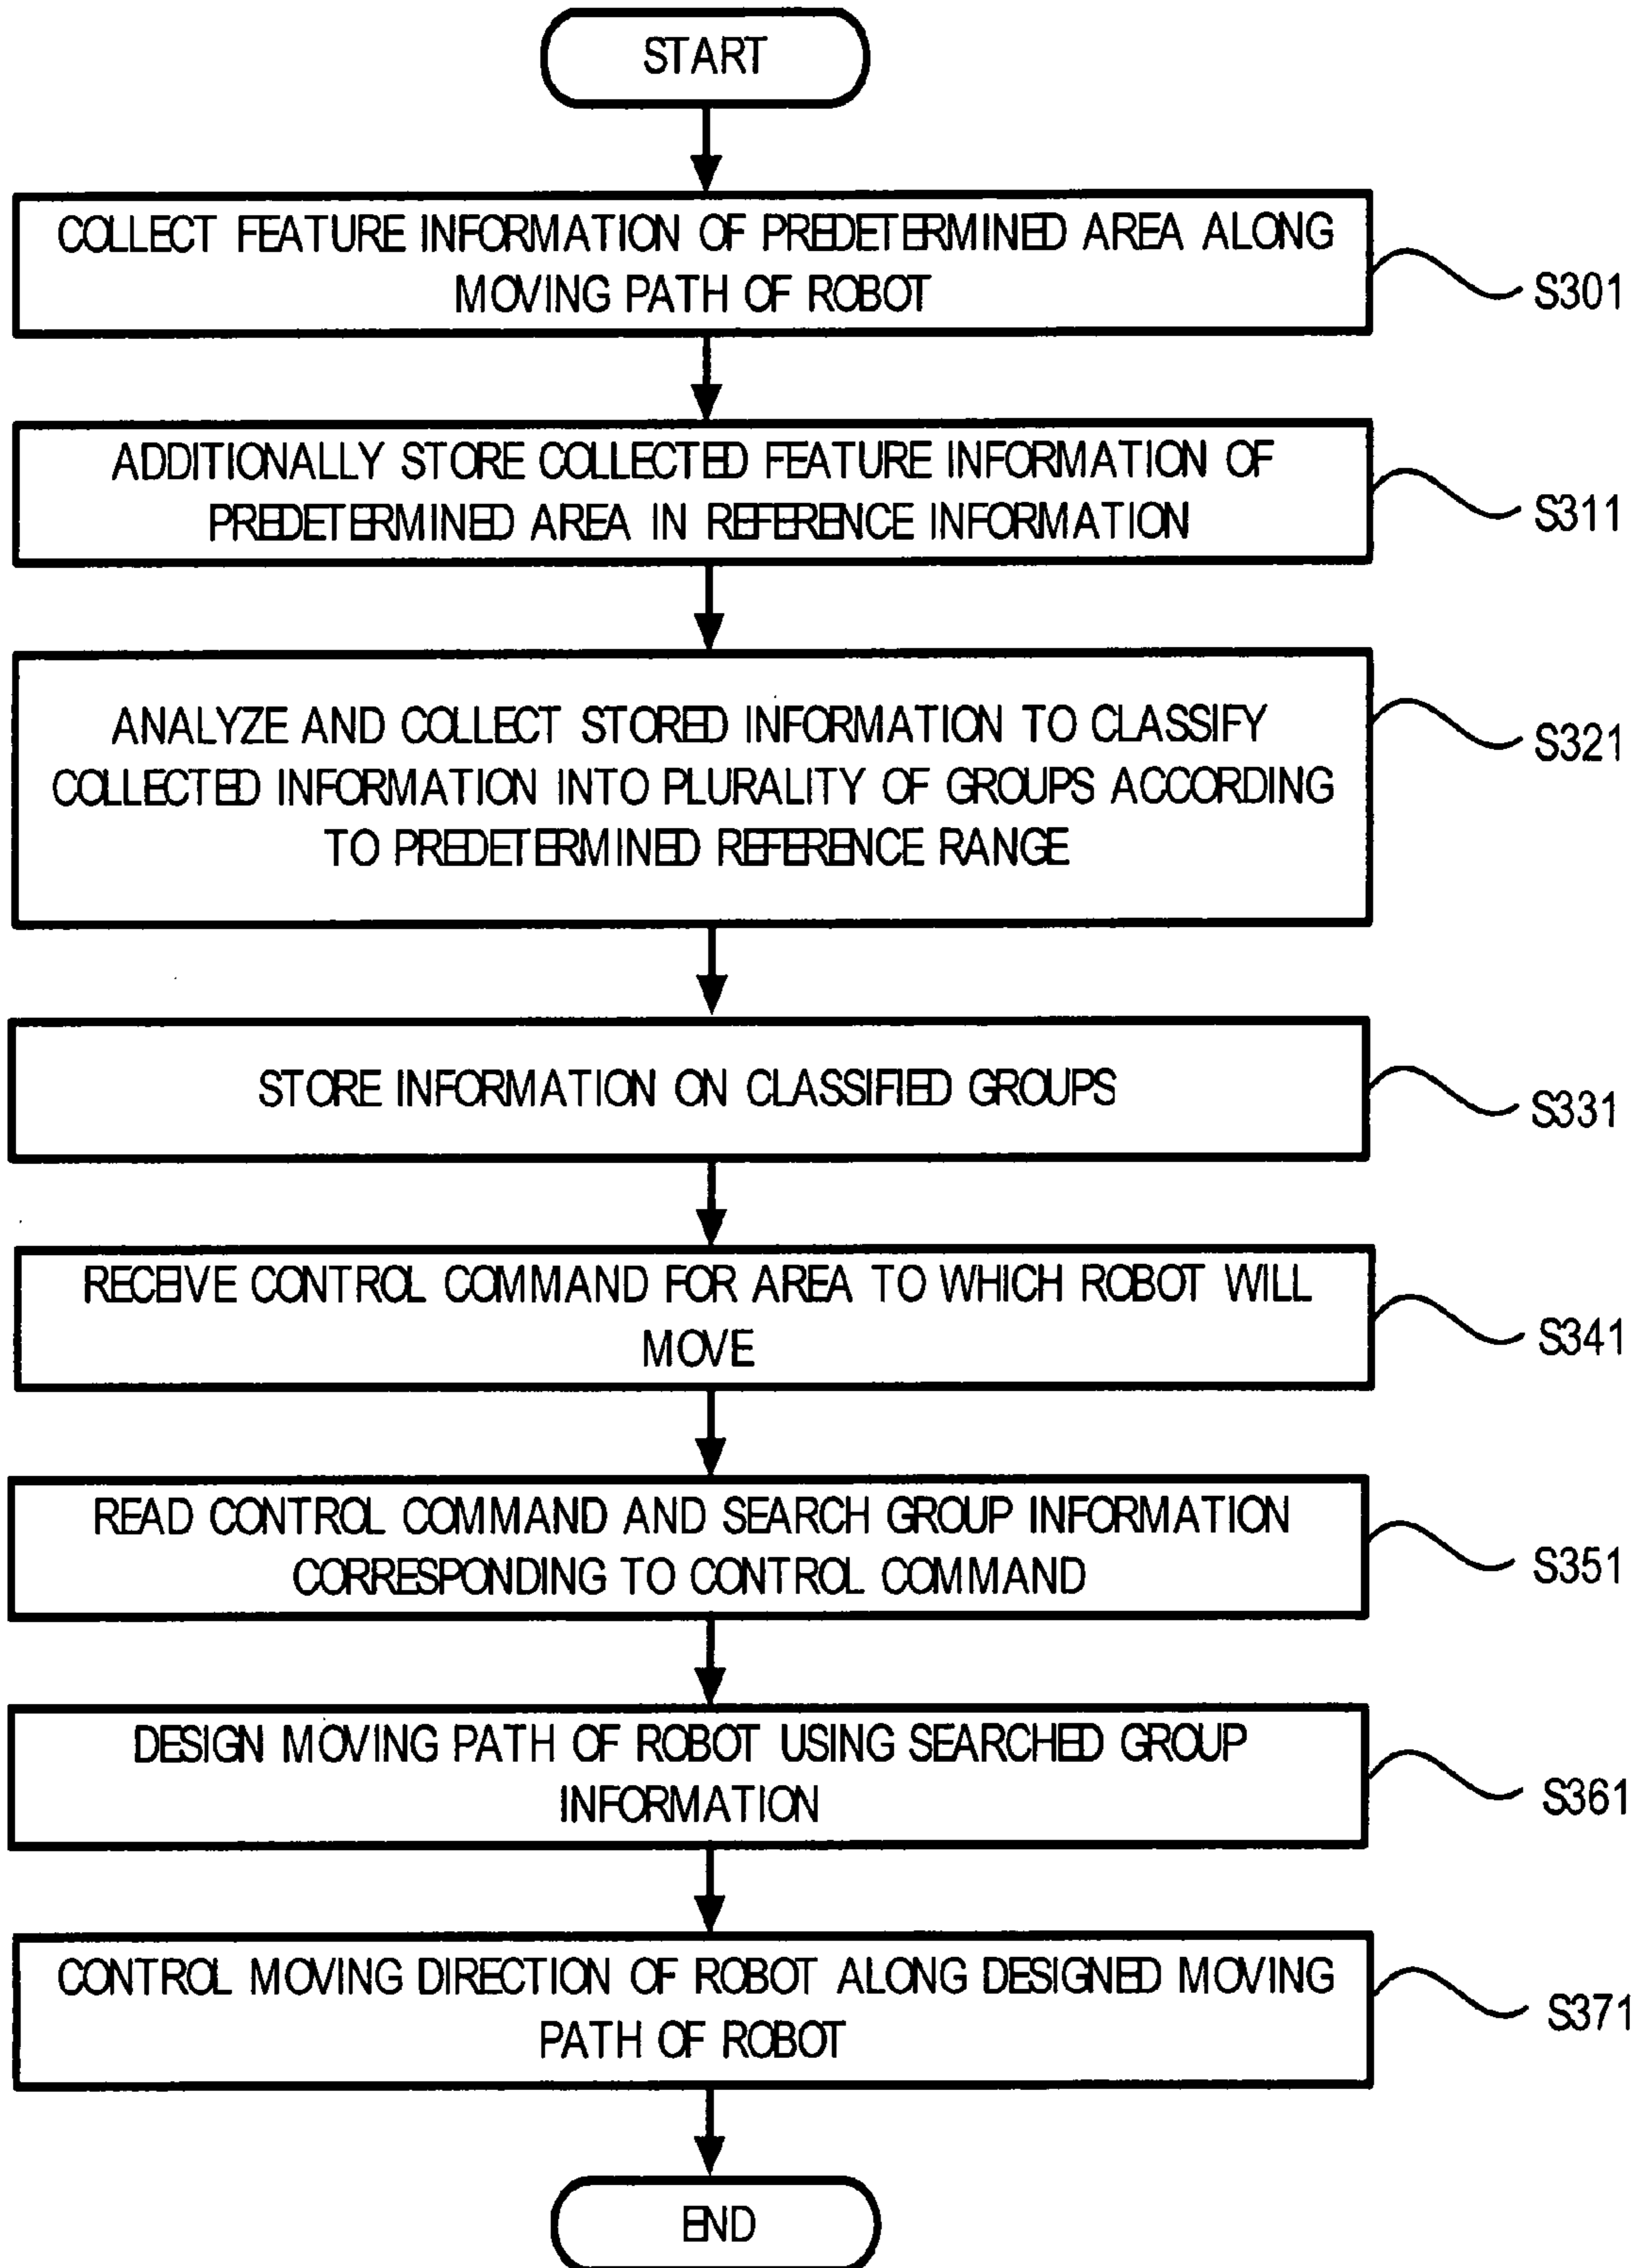 START
COLLECT FEATURE INFORMATION OF PREDETERMINED AREA ALONG
MOVING PATH OF ROBOT
S301
ADDITIONALLY STORE COLLECTED FEATURE INFORMATION OF
PREDETERMINED AREA IN REFERENCE INFORMATION
S311
ANALYZE AND COLLECT STORED INFORMATION TO CLASSIFY
COLLECTED INFORMATION INTO PLURALITY OF GROUPS ACCORDING
TO PREDETERMINED REFERENCE RANGE
S321
STORE INFORMATION ON CLASSIFIED GROUPS
S331
RECEIVE CONTROL COMMAND FOR AREA TO WHICH ROBOT WILL
MOVE
S341
READ CONTROL COMMAND AND SEARCH GROUP INFORMATION
CORRESPONDING TO CONTROL COMMAND
S351
DESIGN MOVING PATH OF ROBOT USING SEARCHED GROUP
INFORMATION
S361
CONTROL MOVING DIRECTION OF ROBOT ALONG DESIGNED MOVING
PATH OF ROBOT
S371
END